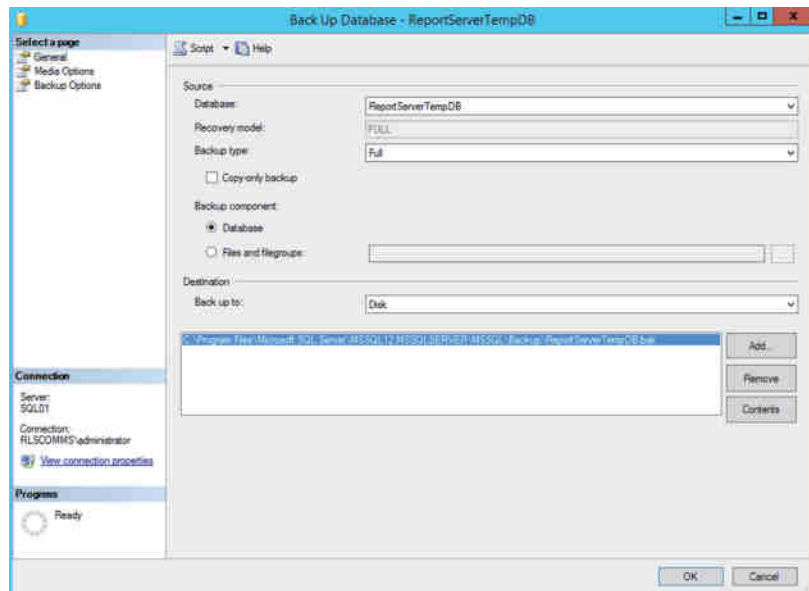 Back Up Database - ReportServerTempDB
Select a page
General
Media Options
Backup Options
Script
Help
Source
Database:
ReportServerTempDB
Recovery model:
FULL
Backup type:
Full
Copy-only backup
Backup component:
Database
Files and filegroups:
Destination
Back up to:
Disk
C:\Program Files\Microsoft SQL Server\MSSQL12.MSSQLSERVER\MSSQL\Backup\ReportServerTempDB.bak
Add...
Remove
Contents
Connection
Server:
SQL01
Connection:
RLSCOMMS\administrator
View connection properties
Progress
Ready
OK
Cancel